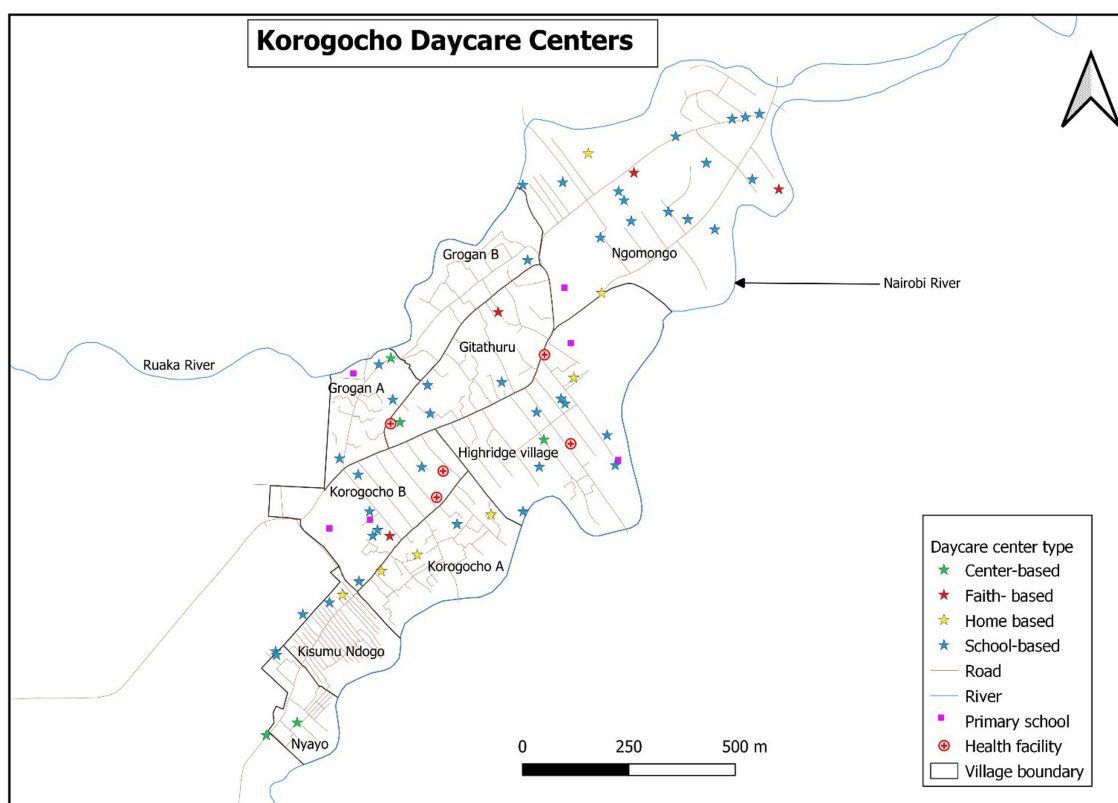 Korogocho Daycare Centers
Grogan B
Ngomongo
Nairobi River
Gitathuru
Ruaka River
Grogan A
Highridge village
Korogocho B
Korogocho A
Kisumu Ndogo
Nyayo
0 250 500 m
Daycare center type
Center-based
Faith- based
Home based
School-based
Road
River
Primary school
Health facility
Village boundary